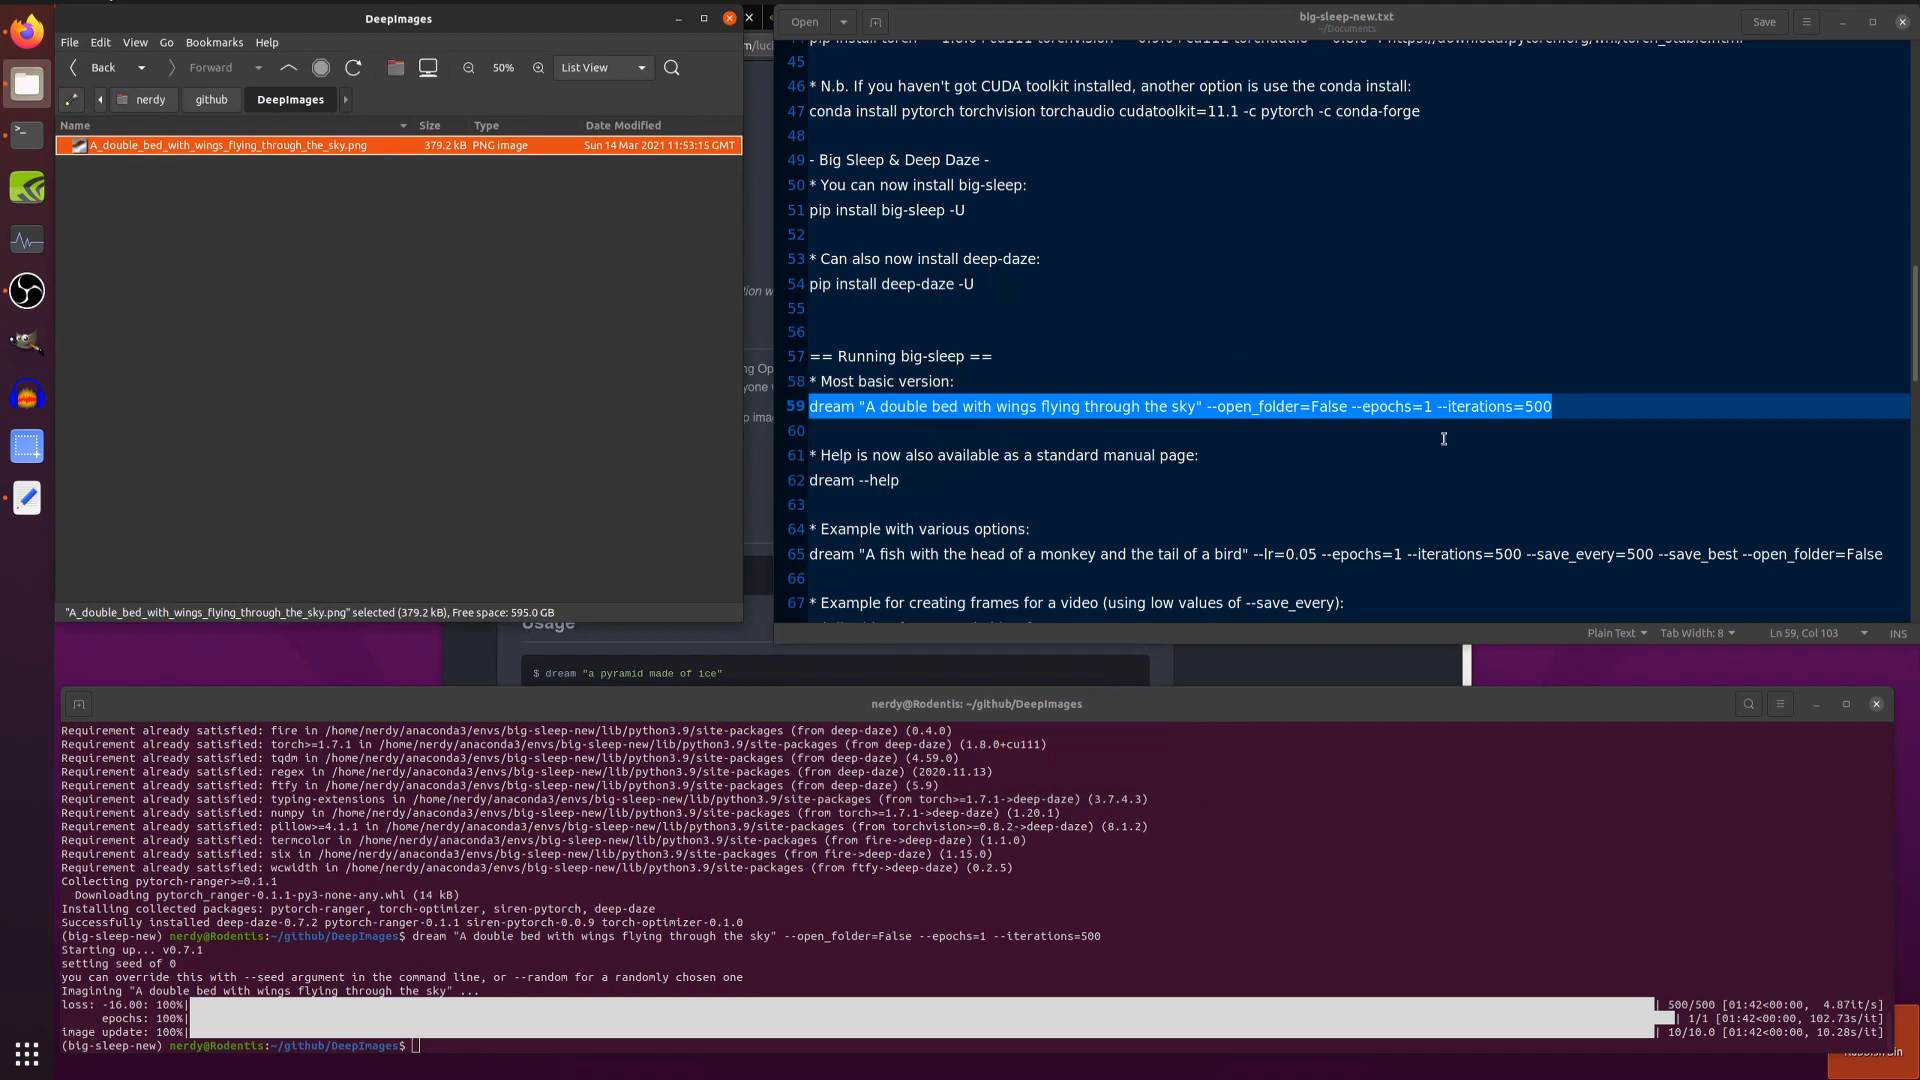 DeepImages
File Edit View Go Bookmarks Help
Back Forward 50% List View
nerdy github DeepImages
Name Size Type Date Modified
A_double_bed_with_wings_flying_through_the_sky.png 379.2 kB PNG image Sun 14 Mar 2021 11:53:15 GMT
"A_double_bed_with_wings_flying_through_the_sky.png" selected (379.2 kB), Free space: 595.0 GB
Open big-sleep-new.txt Save
~/Documents
45
46 * N.b. If you haven't got CUDA toolkit installed, another option is use the conda install:
47 conda install pytorch torchvision torchaudio cudatoolkit=11.1 -c pytorch -c conda-forge
48
49 - Big Sleep & Deep Daze -
50 * You can now install big-sleep:
51 pip install big-sleep -U
52
53 * Can also now install deep-daze:
54 pip install deep-daze -U
55
56
57 == Running big-sleep ==
58 * Most basic version:
59 dream "A double bed with wings flying through the sky" --open_folder=False --epochs=1 --iterations=500
60
61 * Help is now also available as a standard manual page:
62 dream --help
63
64 * Example with various options:
65 dream "A fish with the head of a monkey and the tail of a bird" --lr=0.05 --epochs=1 --iterations=500 --save_every=500 --save_best --open_folder=False
66
67 * Example for creating frames for a video (using low values of --save_every):
Plain Text Tab Width: 8 Ln 59, Col 103 INS
Usage
$ dream "a pyramid made of ice"
nerdy@Rodentis: ~/github/DeepImages
Requirement already satisfied: fire in /home/nerdy/anaconda3/envs/big-sleep-new/lib/python3.9/site-packages (from deep-daze) (0.4.0)
Requirement already satisfied: torch>=1.7.1 in /home/nerdy/anaconda3/envs/big-sleep-new/lib/python3.9/site-packages (from deep-daze) (1.8.0+cu111)
Requirement already satisfied: tqdm in /home/nerdy/anaconda3/envs/big-sleep-new/lib/python3.9/site-packages (from deep-daze) (4.59.0)
Requirement already satisfied: regex in /home/nerdy/anaconda3/envs/big-sleep-new/lib/python3.9/site-packages (from deep-daze) (2020.11.13)
Requirement already satisfied: ftfy in /home/nerdy/anaconda3/envs/big-sleep-new/lib/python3.9/site-packages (from deep-daze) (5.9)
Requirement already satisfied: typing-extensions in /home/nerdy/anaconda3/envs/big-sleep-new/lib/python3.9/site-packages (from torch>=1.7.1->deep-daze) (3.7.4.3)
Requirement already satisfied: numpy in /home/nerdy/anaconda3/envs/big-sleep-new/lib/python3.9/site-packages (from torch>=1.7.1->deep-daze) (1.20.1)
Requirement already satisfied: pillow>=4.1.1 in /home/nerdy/anaconda3/envs/big-sleep-new/lib/python3.9/site-packages (from torchvision>=0.8.2->deep-daze) (8.1.2)
Requirement already satisfied: termcolor in /home/nerdy/anaconda3/envs/big-sleep-new/lib/python3.9/site-packages (from fire->deep-daze) (1.1.0)
Requirement already satisfied: six in /home/nerdy/anaconda3/envs/big-sleep-new/lib/python3.9/site-packages (from fire->deep-daze) (1.15.0)
Requirement already satisfied: wcwidth in /home/nerdy/anaconda3/envs/big-sleep-new/lib/python3.9/site-packages (from ftfy->deep-daze) (0.2.5)
Collecting pytorch-ranger>=0.1.1
Downloading pytorch_ranger-0.1.1-py3-none-any.whl (14 kB)
Installing collected packages: pytorch-ranger, torch-optimizer, siren-pytorch, deep-daze
Successfully installed deep-daze-0.7.2 pytorch-ranger-0.1.1 siren-pytorch-0.0.9 torch-optimizer-0.1.0
(big-sleep-new) nerdy@Rodentis:~/github/DeepImages$ dream "A double bed with wings flying through the sky" --open_folder=False --epochs=1 --iterations=500
Starting up... v0.7.1
setting seed of 0
you can override this with --seed argument in the command line, or --random for a randomly chosen one
Imagining "A double bed with wings flying through the sky" ...
loss: -16.00: 100%| | 500/500 [01:42<00:00, 4.87it/s]
epochs: 100%| | 1/1 [01:42<00:00, 102.73s/it]
image update: 100%| | 10/10.0 [01:42<00:00, 10.28s/it]
(big-sleep-new) nerdy@Rodentis:~/github/DeepImages$